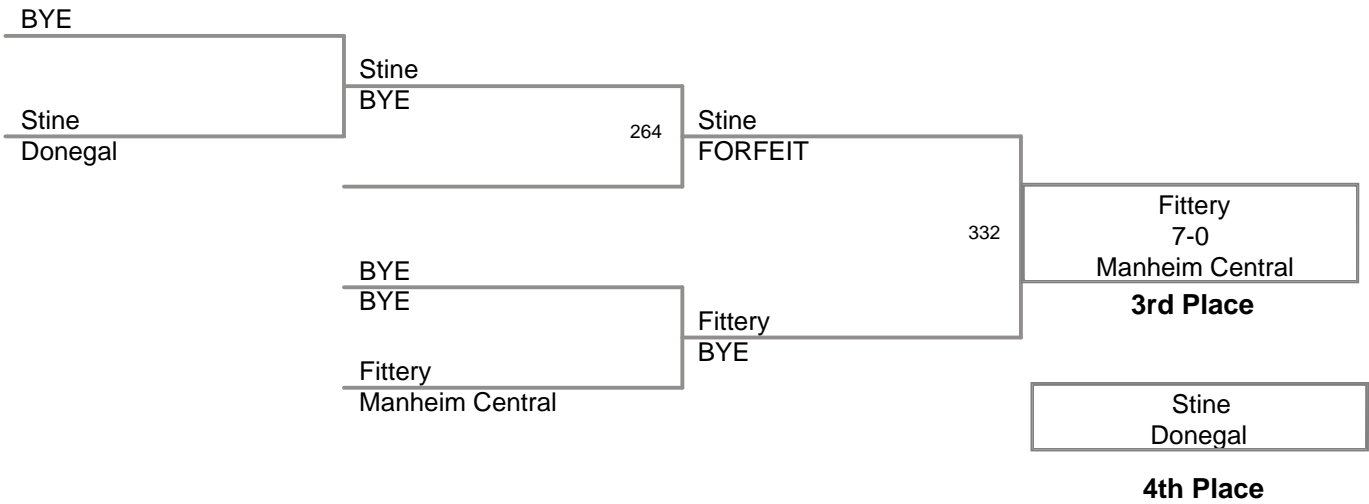 BYE
Stine
BYE
Stine
Donegal
264
Stine
FORFEIT
Fittery
7-0
Manheim Central
3rd Place
332
BYE
BYE
Fittery
BYE
Fittery
Manheim Central
Stine
Donegal
4th Place